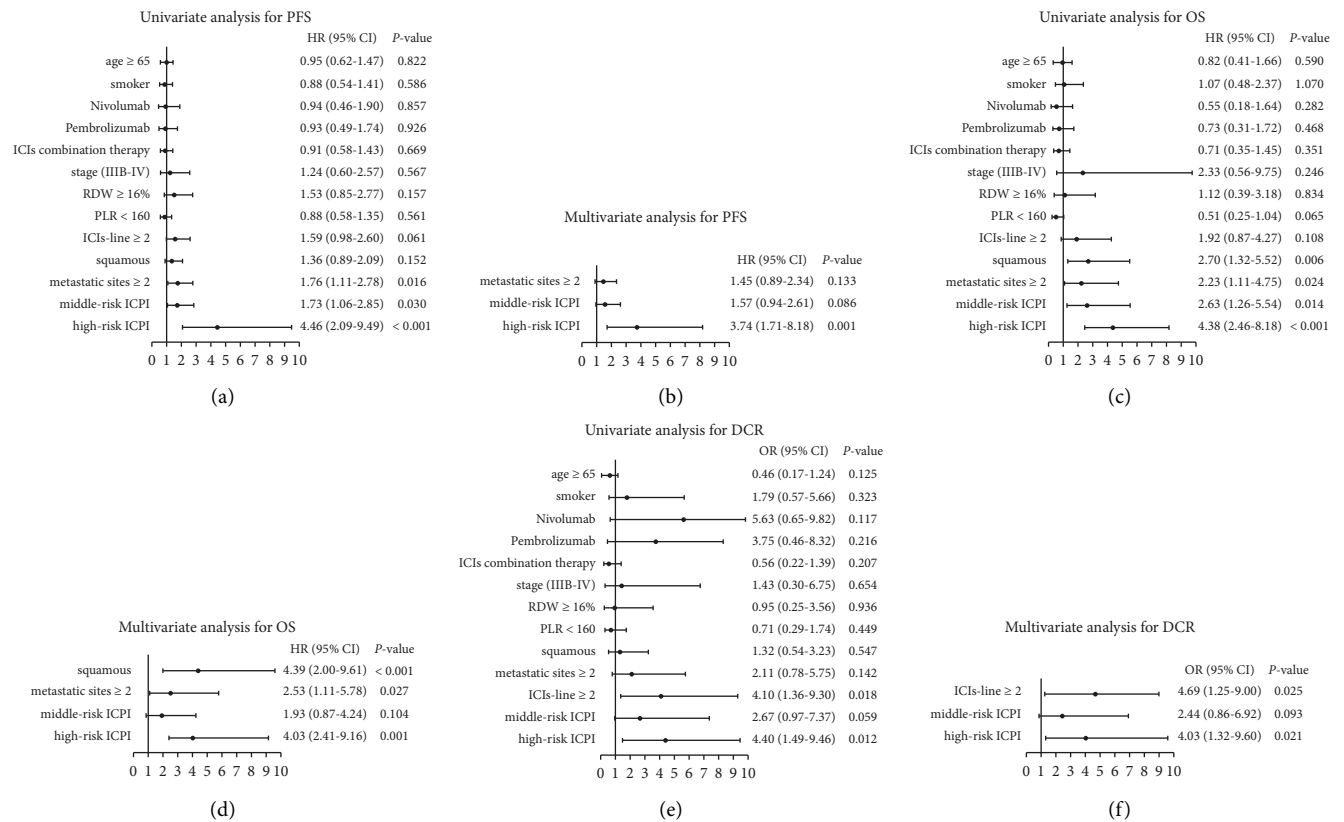 Univariate analysis for PFS
HR (95% CI) P-value
age ≥ 65 0.95 (0.62-1.47) 0.822
smoker 0.88 (0.54-1.41) 0.586
Nivolumab 0.94 (0.46-1.90) 0.857
Pembrolizumab 0.93 (0.49-1.74) 0.926
ICIs combination therapy 0.91 (0.58-1.43) 0.669
stage (IIIB-IV) 1.24 (0.60-2.57) 0.567
RDW ≥ 16% 1.53 (0.85-2.77) 0.157
PLR < 160 0.88 (0.58-1.35) 0.561
ICIs-line ≥ 2 1.59 (0.98-2.60) 0.061
squamous 1.36 (0.89-2.09) 0.152
metastatic sites ≥ 2 1.76 (1.11-2.78) 0.016
middle-risk ICPI 1.73 (1.06-2.85) 0.030
high-risk ICPI 4.46 (2.09-9.49) < 0.001
0 1 2 3 4 5 6 7 8 9 10
(a)
Multivariate analysis for PFS
HR (95% CI) P-value
metastatic sites ≥ 2 1.45 (0.89-2.34) 0.133
middle-risk ICPI 1.57 (0.94-2.61) 0.086
high-risk ICPI 3.74 (1.71-8.18) 0.001
0 1 2 3 4 5 6 7 8 9 10
(b)
Univariate analysis for OS
HR (95% CI) P-value
age ≥ 65 0.82 (0.41-1.66) 0.590
smoker 1.07 (0.48-2.37) 1.070
Nivolumab 0.55 (0.18-1.64) 0.282
Pembrolizumab 0.73 (0.31-1.72) 0.468
ICIs combination therapy 0.71 (0.35-1.45) 0.351
stage (IIIB-IV) 2.33 (0.56-9.75) 0.246
RDW ≥ 16% 1.12 (0.39-3.18) 0.834
PLR < 160 0.51 (0.25-1.04) 0.065
ICIs-line ≥ 2 1.92 (0.87-4.27) 0.108
squamous 2.70 (1.32-5.52) 0.006
metastatic sites ≥ 2 2.23 (1.11-4.75) 0.024
middle-risk ICPI 2.63 (1.26-5.54) 0.014
high-risk ICPI 4.38 (2.46-8.18) < 0.001
0 1 2 3 4 5 6 7 8 9 10
(c)
Multivariate analysis for OS
HR (95% CI) P-value
squamous 4.39 (2.00-9.61) < 0.001
metastatic sites ≥ 2 2.53 (1.11-5.78) 0.027
middle-risk ICPI 1.93 (0.87-4.24) 0.104
high-risk ICPI 4.03 (2.41-9.16) 0.001
0 1 2 3 4 5 6 7 8 9 10
(d)
Univariate analysis for DCR
OR (95% CI) P-value
age ≥ 65 0.46 (0.17-1.24) 0.125
smoker 1.79 (0.57-5.66) 0.323
Nivolumab 5.63 (0.65-9.82) 0.117
Pembrolizumab 3.75 (0.46-8.32) 0.216
ICIs combination therapy 0.56 (0.22-1.39) 0.207
stage (IIIB-IV) 1.43 (0.30-6.75) 0.654
RDW ≥ 16% 0.95 (0.25-3.56) 0.936
PLR < 160 0.71 (0.29-1.74) 0.449
squamous 1.32 (0.54-3.23) 0.547
metastatic sites ≥ 2 2.11 (0.78-5.75) 0.142
ICIs-line ≥ 2 4.10 (1.36-9.30) 0.018
middle-risk ICPI 2.67 (0.97-7.37) 0.059
high-risk ICPI 4.40 (1.49-9.46) 0.012
0 1 2 3 4 5 6 7 8 9 10
(e)
Multivariate analysis for DCR
OR (95% CI) P-value
ICIs-line ≥ 2 4.69 (1.25-9.00) 0.025
middle-risk ICPI 2.44 (0.86-6.92) 0.093
high-risk ICPI 4.03 (1.32-9.60) 0.021
0 1 2 3 4 5 6 7 8 9 10
(f)